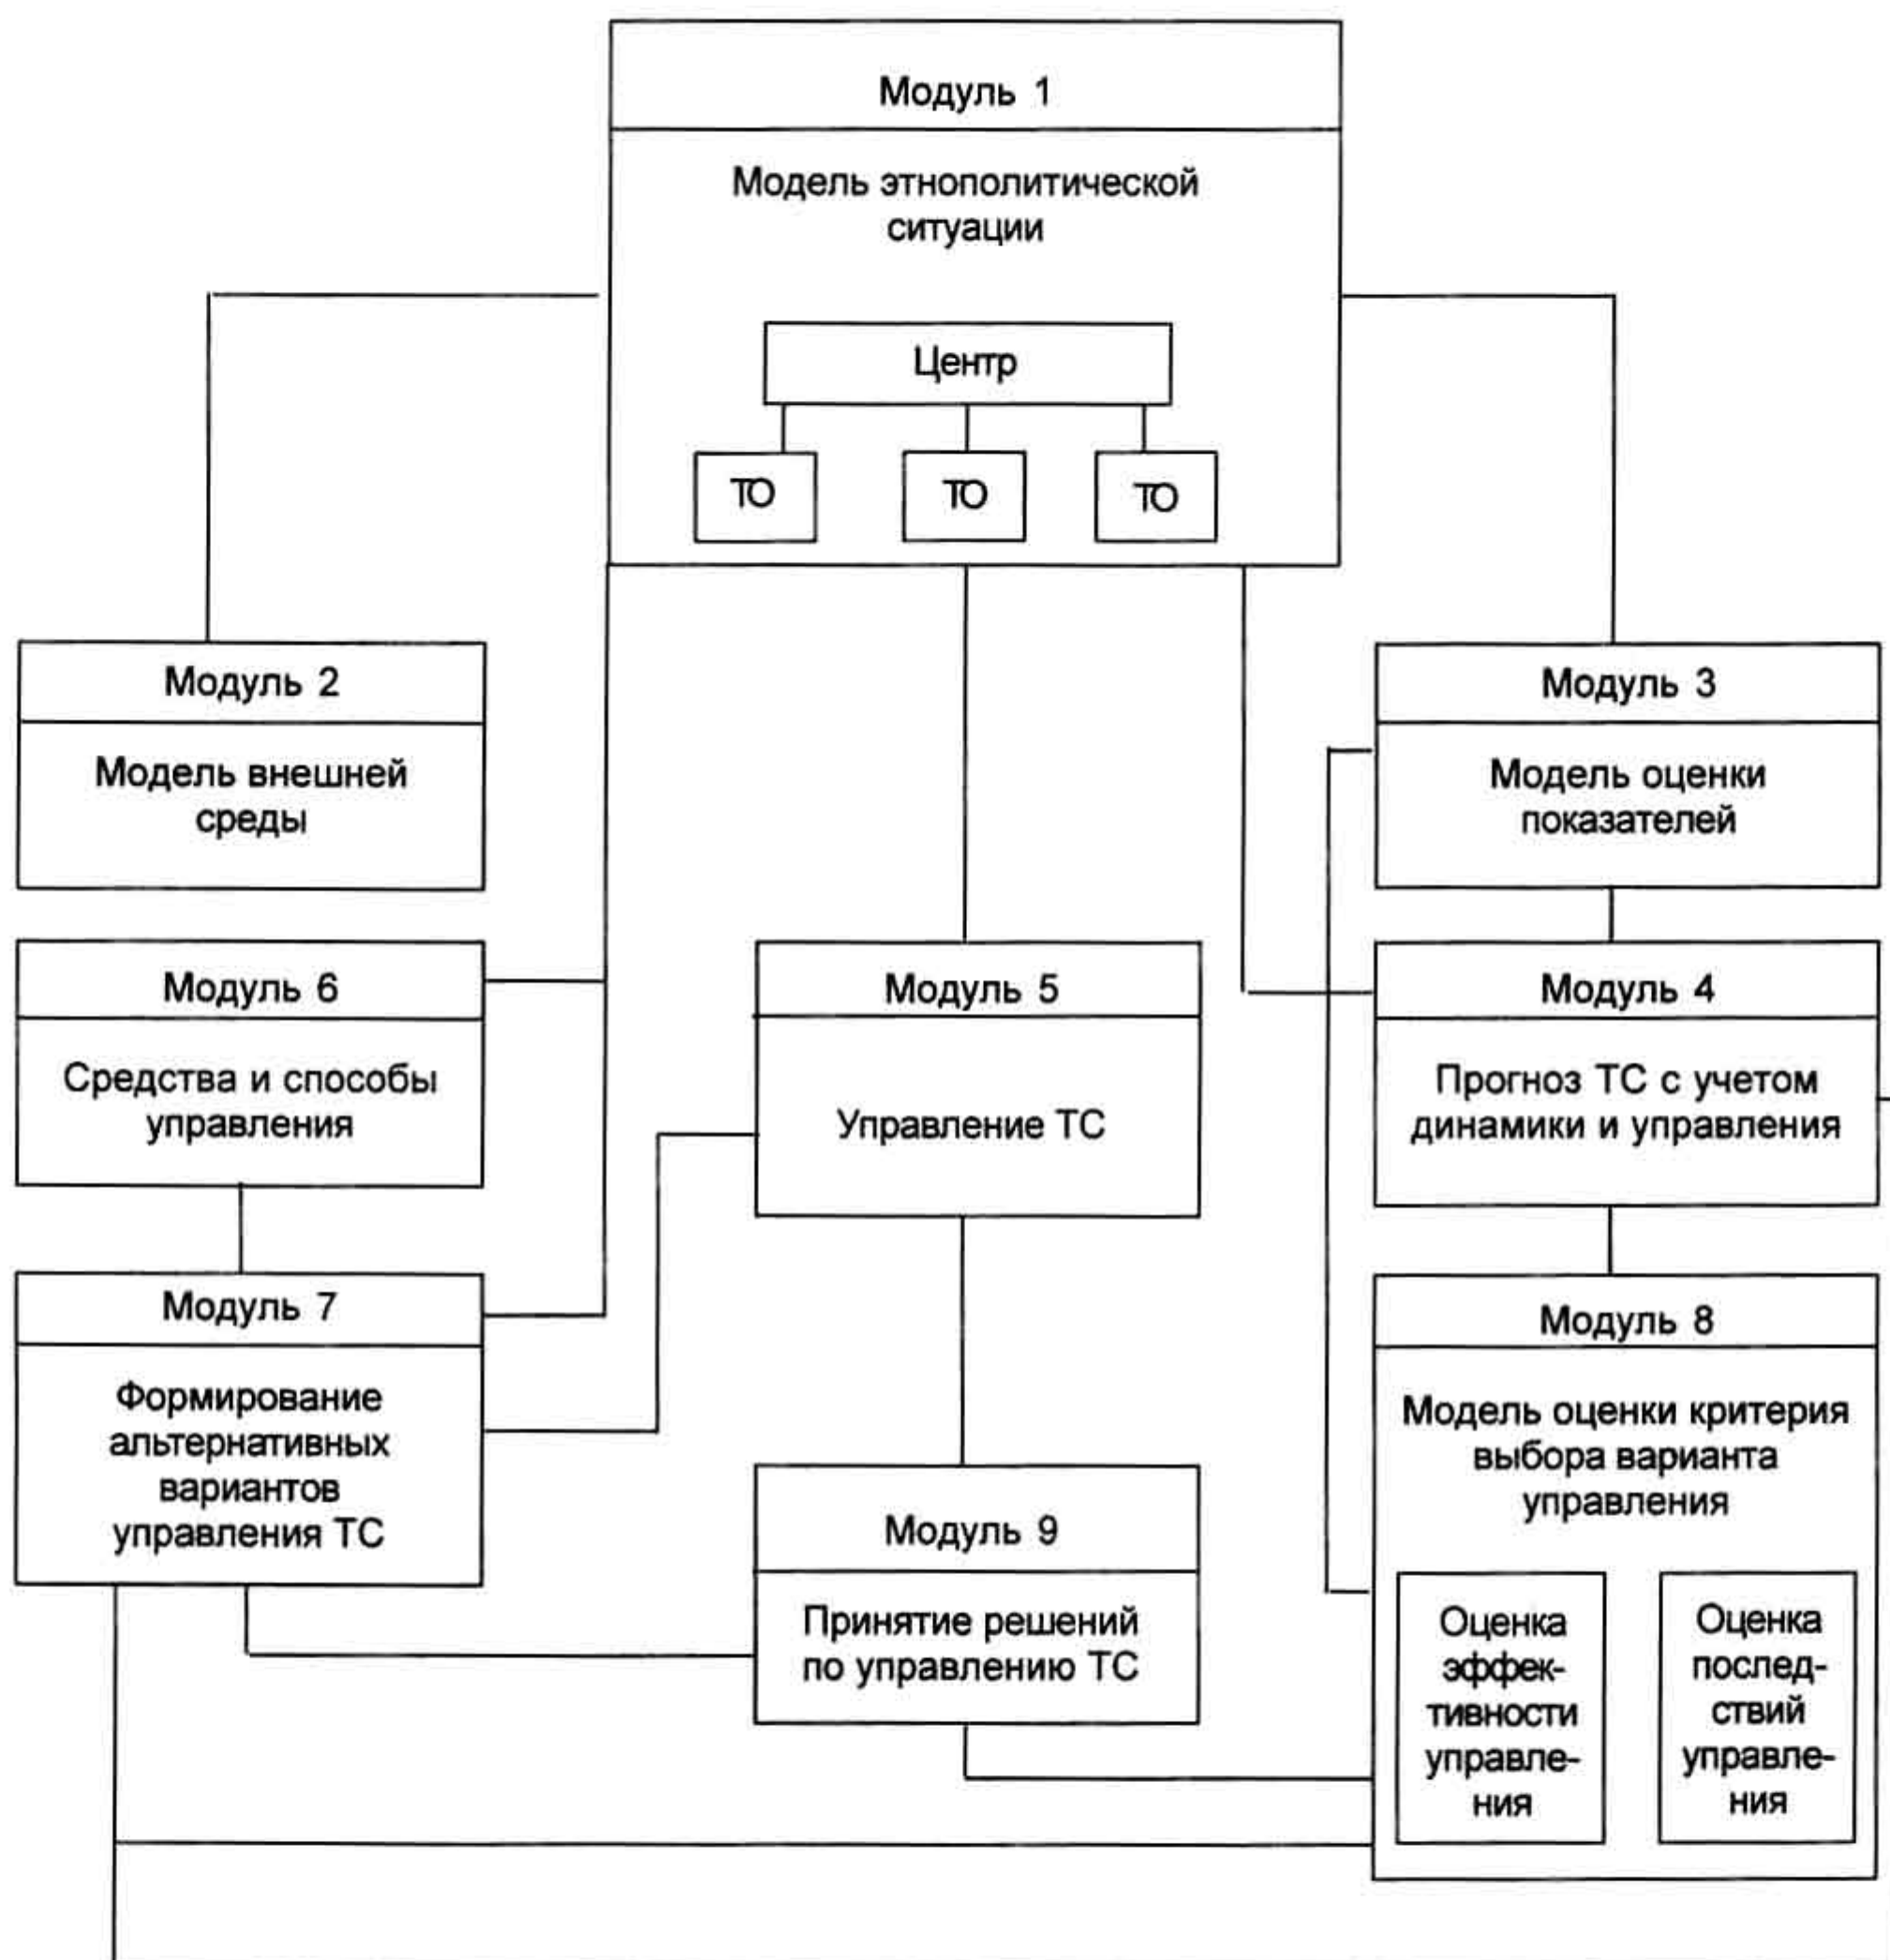 Модуль 1
Модель этнополитической
ситуации
Центр
ТО
ТО
ТО
Модуль 2
Модель внешней
среды
Модуль 3
Модель оценки
показателей
Модуль 6
Средства и способы
управления
Модуль 5
Управление ТС
Модуль 4
Прогноз ТС с учетом
динамики и управления
Модуль 7
Формирование
альтернативных
вариантов
управления ТС
Модуль 9
Принятие решений
по управлению ТС
Модуль 8
Модель оценки критерия
выбора варианта
управления
Оценка
эффек-
тивности
управле-
ния
Оценка
послед-
ствий
управле-
ния